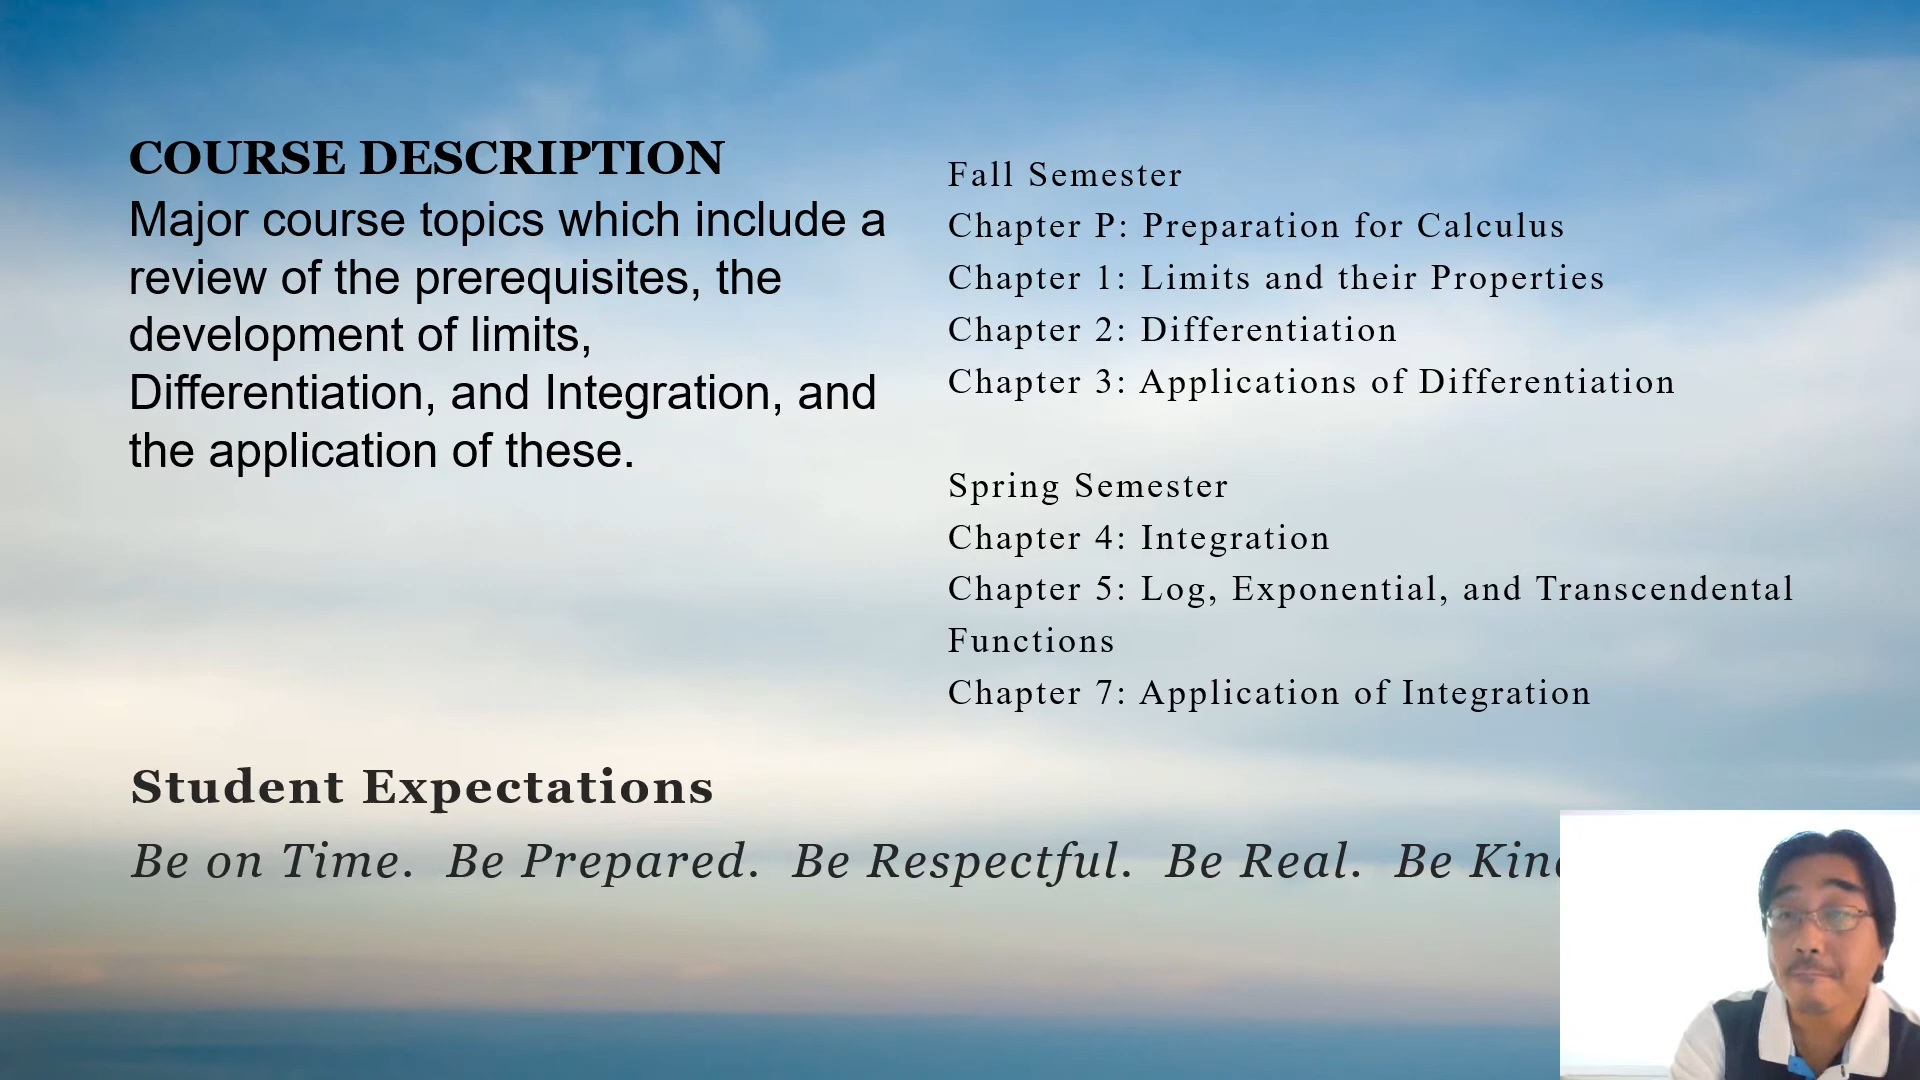 COURSE DESCRIPTION
Major course topics which include a
review of the prerequisites, the
development of limits,
Differentiation, and Integration, and
the application of these.
Fall Semester
Chapter P: Preparation for Calculus
Chapter 1: Limits and their Properties
Chapter 2: Differentiation
Chapter 3: Applications of Differentiation
Spring Semester
Chapter 4: Integration
Chapter 5: Log, Exponential, and Transcendental
Functions
Chapter 7: Application of Integration
Student Expectations
Be on Time. Be Prepared. Be Respectful. Be Real. Be